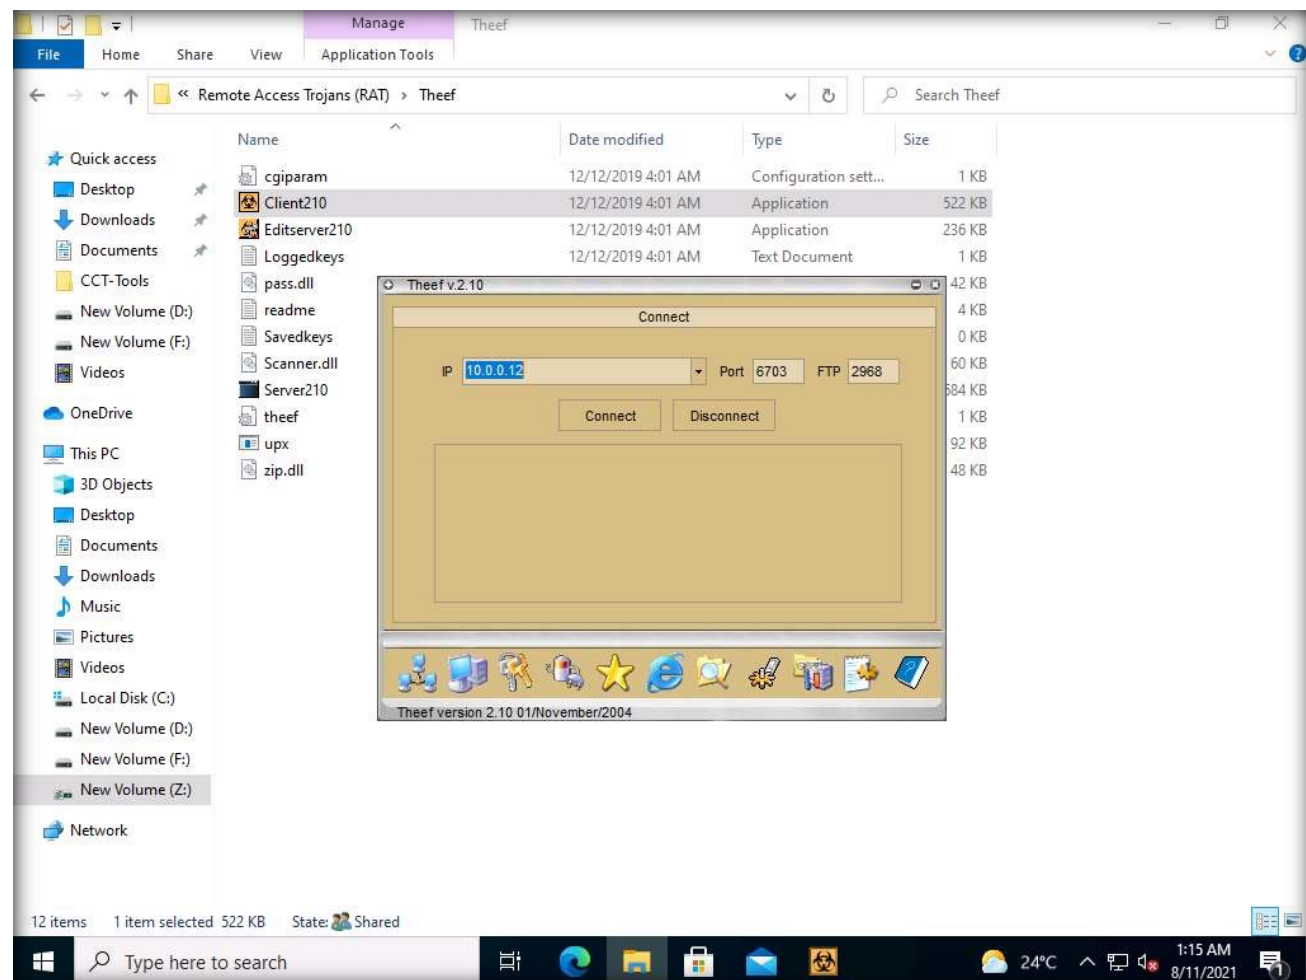 Manage Theef
File Home Share View Application Tools
« Remote Access Trojans (RAT) > Theef Search Theef
Name Date modified Type Size
Quick access
Desktop
Downloads
Documents
CCT-Tools
New Volume (D:)
New Volume (F:)
Videos
OneDrive
This PC
3D Objects
Desktop
Documents
Downloads
Music
Pictures
Videos
Local Disk (C:)
New Volume (D:)
New Volume (F:)
New Volume (Z:)
Network
cgiparam 12/12/2019 4:01 AM Configuration sett... 1 KB
Client210 12/12/2019 4:01 AM Application 522 KB
Editserver210 12/12/2019 4:01 AM Application 236 KB
Loggedkeys 12/12/2019 4:01 AM Text Document 1 KB
pass.dll 42 KB
readme 4 KB
Savedkeys 0 KB
Scanner.dll 60 KB
Server210 584 KB
theef 1 KB
upx 92 KB
zip.dll 48 KB
Theef v.2.10
Connect
IP 10.0.0.12 Port 6703 FTP 2968
Connect Disconnect
Theef version 2.10 01/November/2004
12 items 1 item selected 522 KB State: Shared
Type here to search 24°C 1:15 AM
8/11/2021
1